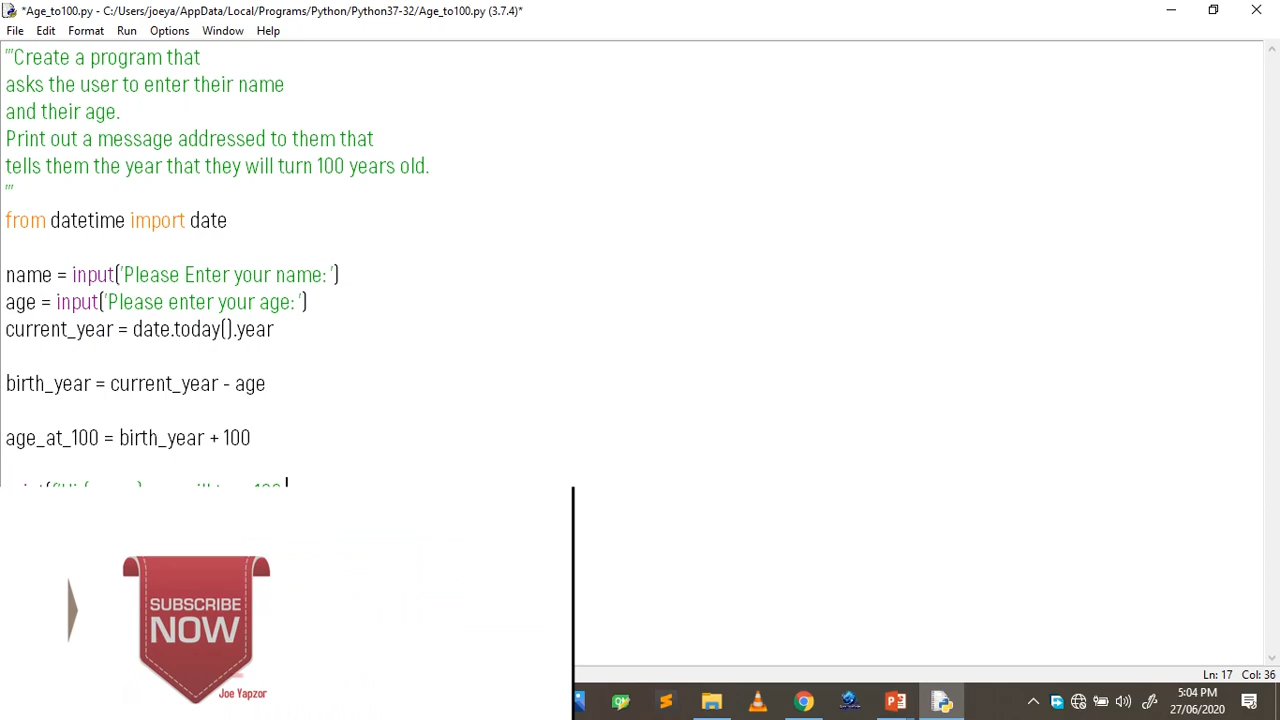 *Age_to100.py - C:/Users/joeya/AppData/Local/Programs/Python/Python37-32/Age_to100.py (3.7.4)*
File Edit Format Run Options Window Help
'''Create a program that
asks the user to enter their name
and their age.
Print out a message addressed to them that
tells them the year that they will turn 100 years old.
'''
from datetime import date
name = input('Please Enter your name: ')
age = input('Please enter your age: ')
current_year = date.today().year
birth_year = current_year - age
age_at_100 = birth_year + 100
SUBSCRIBE
NOW
Joe Yapzor
Ln: 17 Col: 36
5:04 PM
27/06/2020